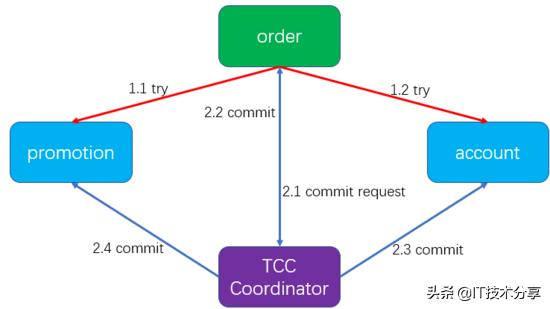 order
1.1 try
1.2 try
2.2 commit
promotion
account
2.1 commit request
2.4 commit
2.3 commit
TCC
Coordinator
头条 @IT技术分享